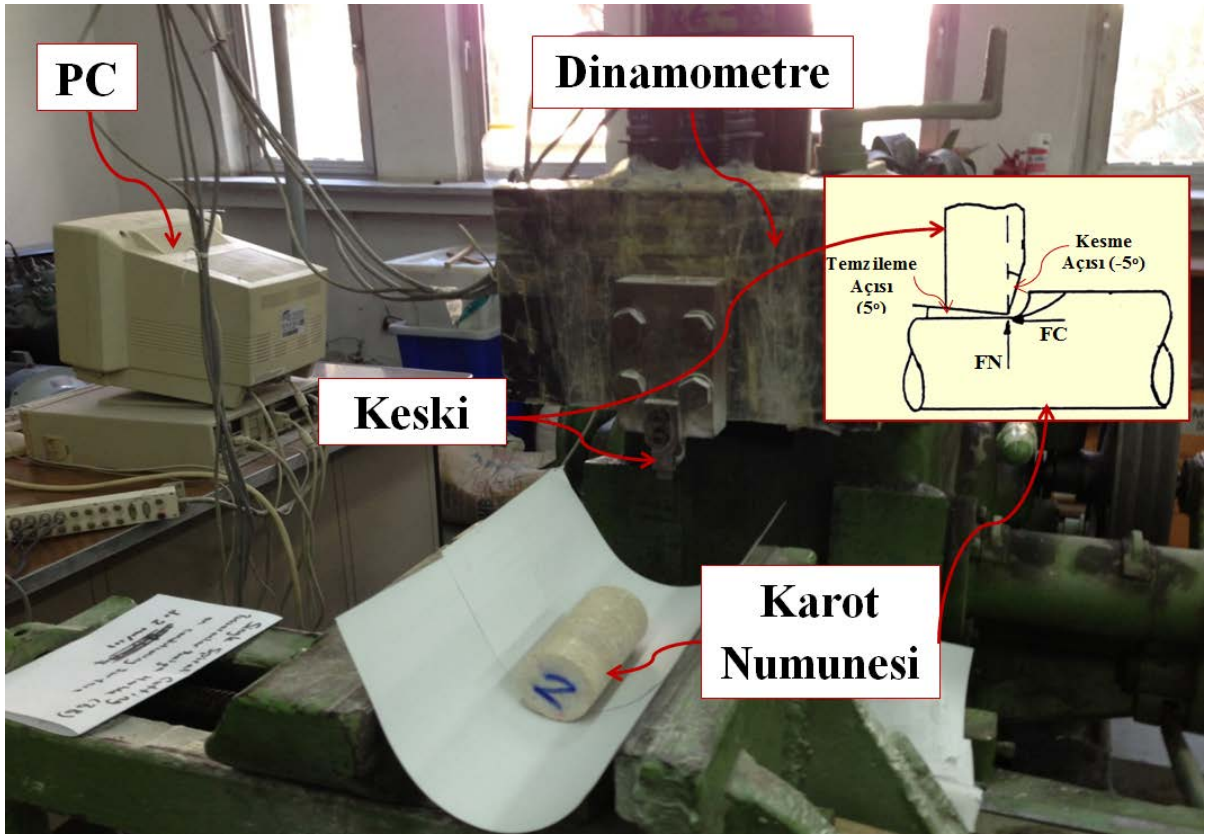 PC
Dinamometre
Kesme
Açısı (-5°)
Temzileme
Açısı
(5°)
FC
FN
Keski
Karot
Numunesi
N